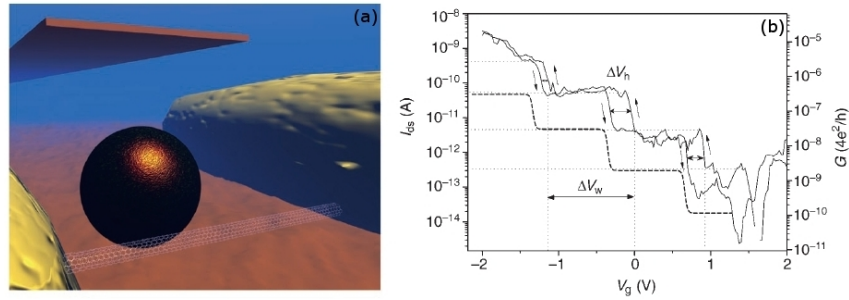 (a)
(b)
10⁻⁸
10⁻⁹
10⁻¹⁰
10⁻¹¹
10⁻¹²
10⁻¹³
10⁻¹⁴
I_ds (A)
ΔV_h
ΔV_w
10⁻⁵
10⁻⁶
10⁻⁷
10⁻⁸
10⁻⁹
10⁻¹⁰
10⁻¹¹
G (4e²/h)
−2 −1 0 1 2
V_g (V)